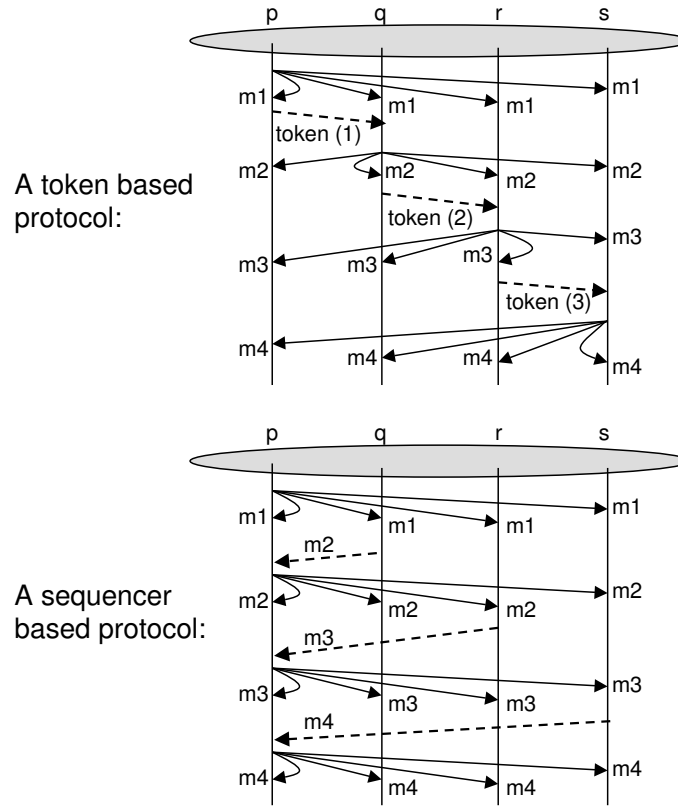 p q r s
m1 m1 m1 m1
token (1)
m2 m2 m2 m2
A token based
protocol:
token (2)
m3 m3 m3 m3
token (3)
m4 m4 m4 m4
p q r s
m1 m1 m1 m1
m2
m2 m2 m2 m2
A sequencer
based protocol:
m3
m3 m3 m3 m3
m4
m4 m4 m4 m4